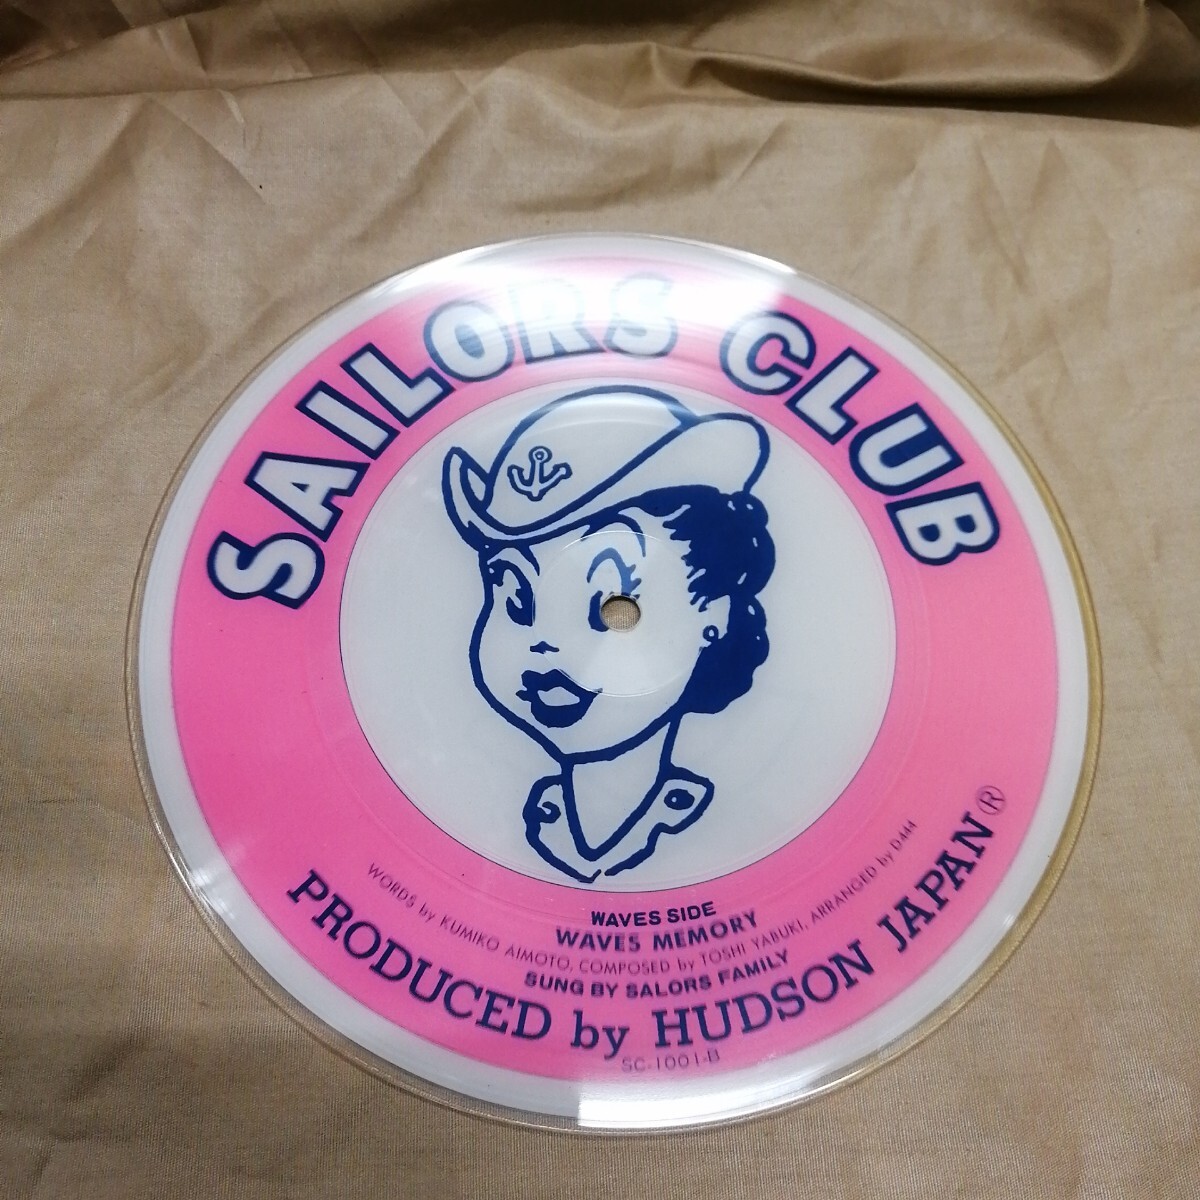 SAILORS CLUB
WAVES SIDE
WAVES MEMORY
WORDS by KUMIKO AIMOTO, COMPOSED by TOSHI YABUKI, ARRANGED by D444
SUNG BY SALORS FAMILY
PRODUCED by HUDSON JAPAN®
SC-1001-B